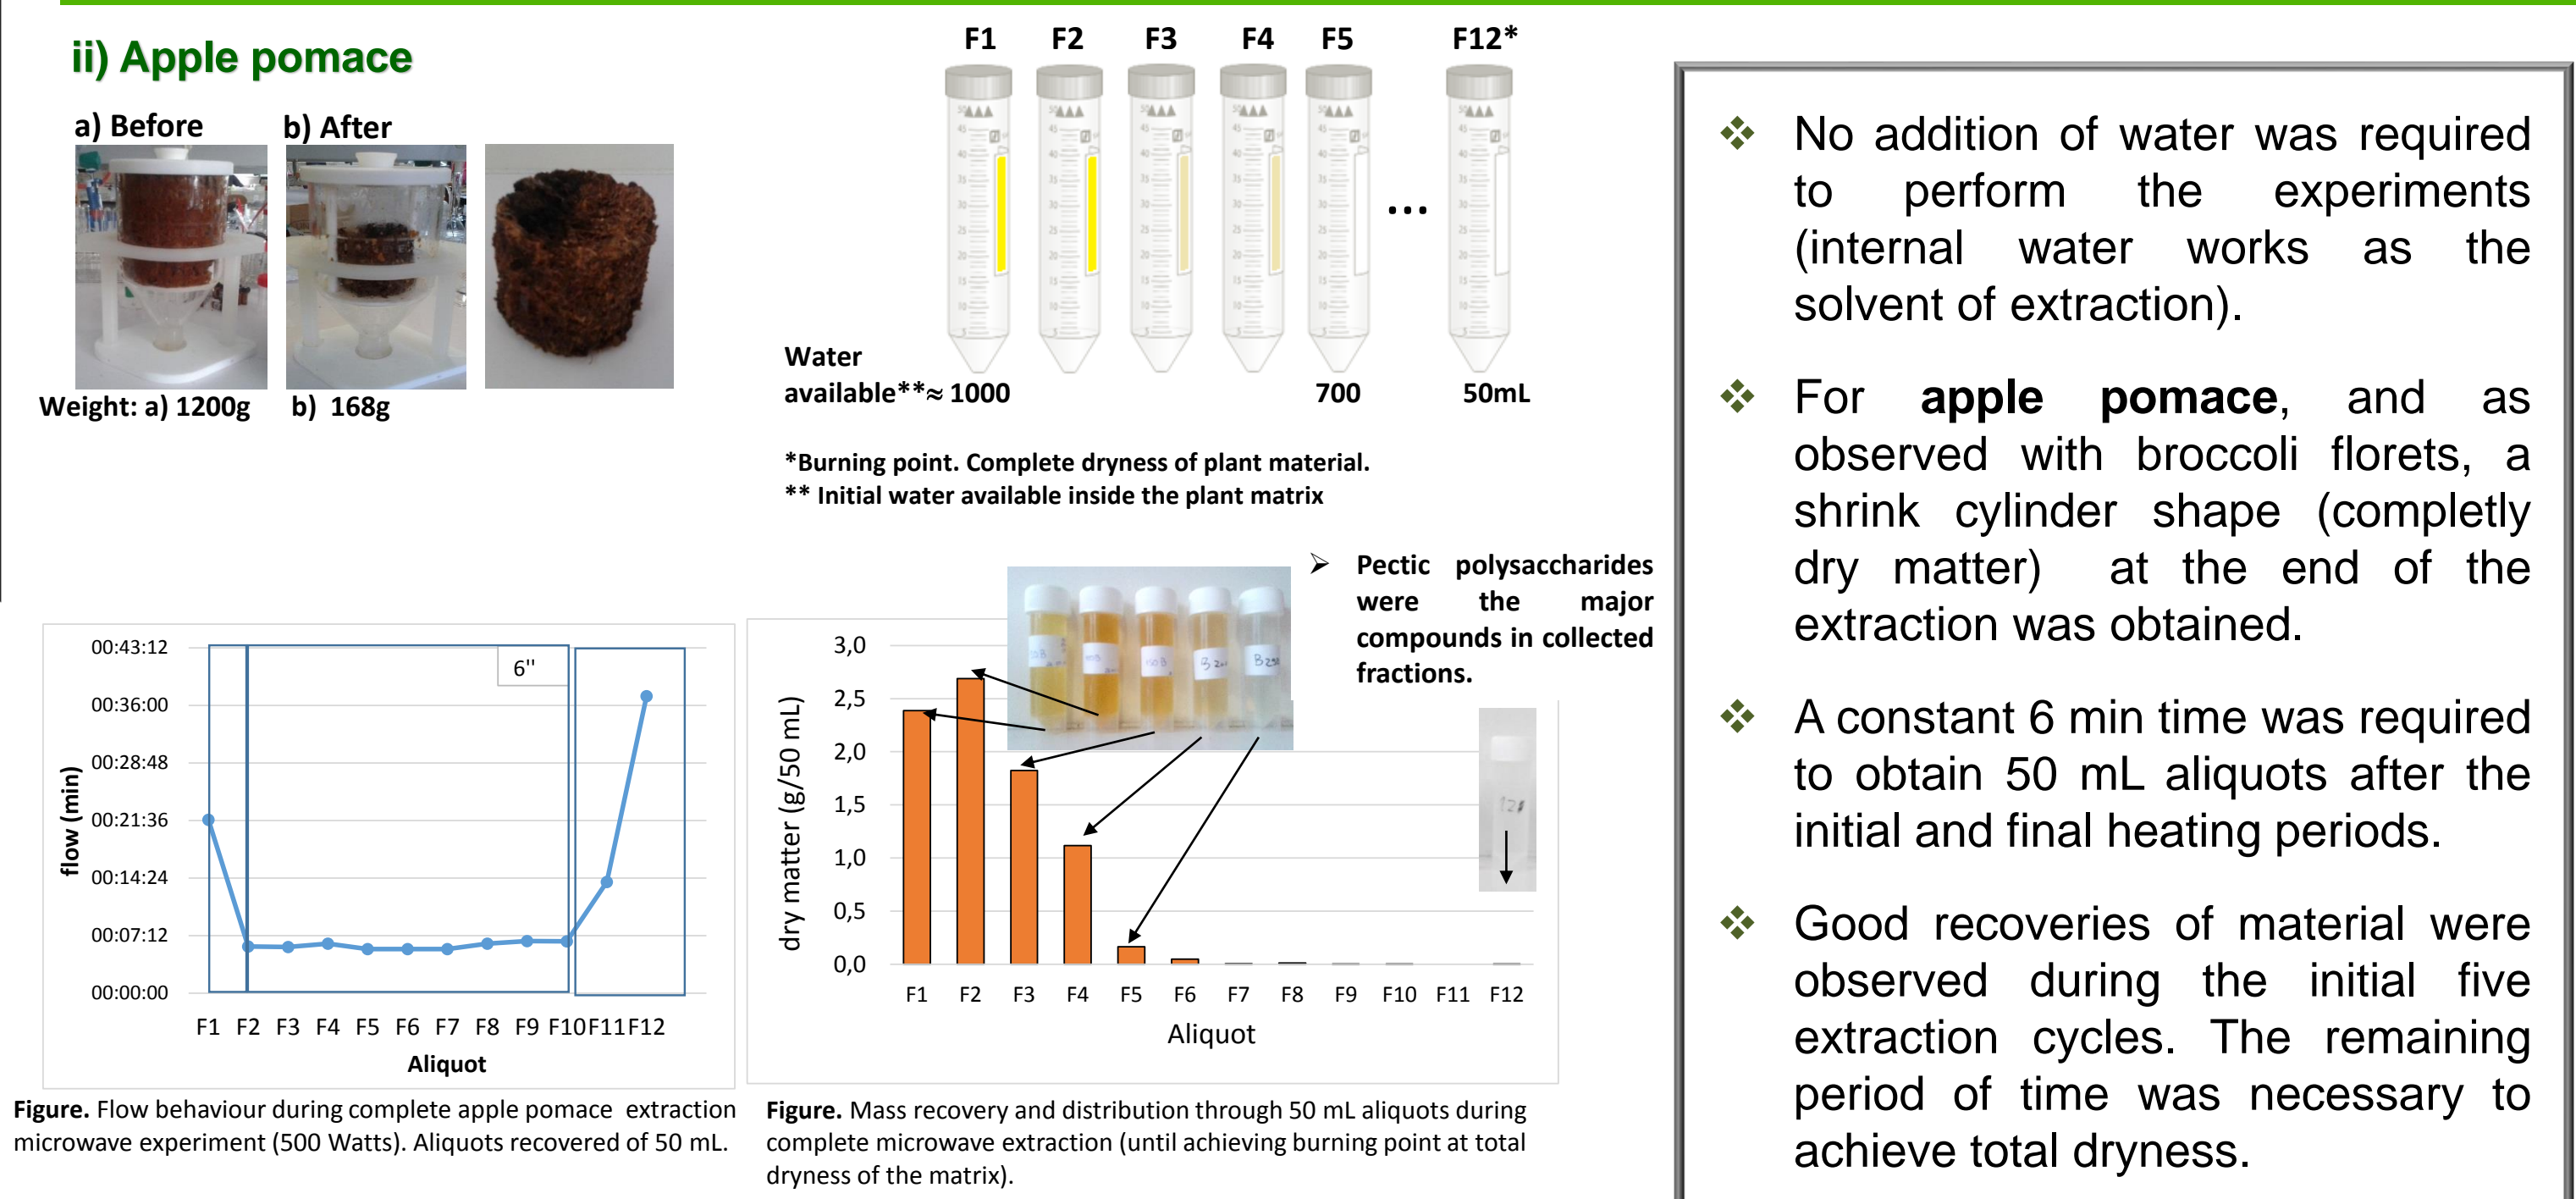 ii) Apple pomace
a) Before
b) After
Weight: a) 1200g
b) 168g
F1
F2
F3
F4
F5
F12*
...
Water
available**≈ 1000
700
50mL
*Burning point. Complete dryness of plant material.
** Initial water available inside the plant matrix
➢ Pectic polysaccharides
were the major
compounds in collected
fractions.
00:43:12
00:36:00
00:28:48
00:21:36
00:14:24
00:07:12
00:00:00
flow (min)
6''
F1 F2 F3 F4 F5 F6 F7 F8 F9 F10 F11 F12
Aliquot
Figure. Flow behaviour during complete apple pomace extraction
microwave experiment (500 Watts). Aliquots recovered of 50 mL.
3,0
2,5
2,0
1,5
1,0
0,5
0,0
dry matter (g/50 mL)
F1 F2 F3 F4 F5 F6 F7 F8 F9 F10 F11 F12
Aliquot
Figure. Mass recovery and distribution through 50 mL aliquots during
complete microwave extraction (until achieving burning point at total
dryness of the matrix).
❖ No addition of water was required
to perform the experiments
(internal water works as the
solvent of extraction).
❖ For apple pomace, and as
observed with broccoli florets, a
shrink cylinder shape (completly
dry matter) at the end of the
extraction was obtained.
❖ A constant 6 min time was required
to obtain 50 mL aliquots after the
initial and final heating periods.
❖ Good recoveries of material were
observed during the initial five
extraction cycles. The remaining
period of time was necessary to
achieve total dryness.